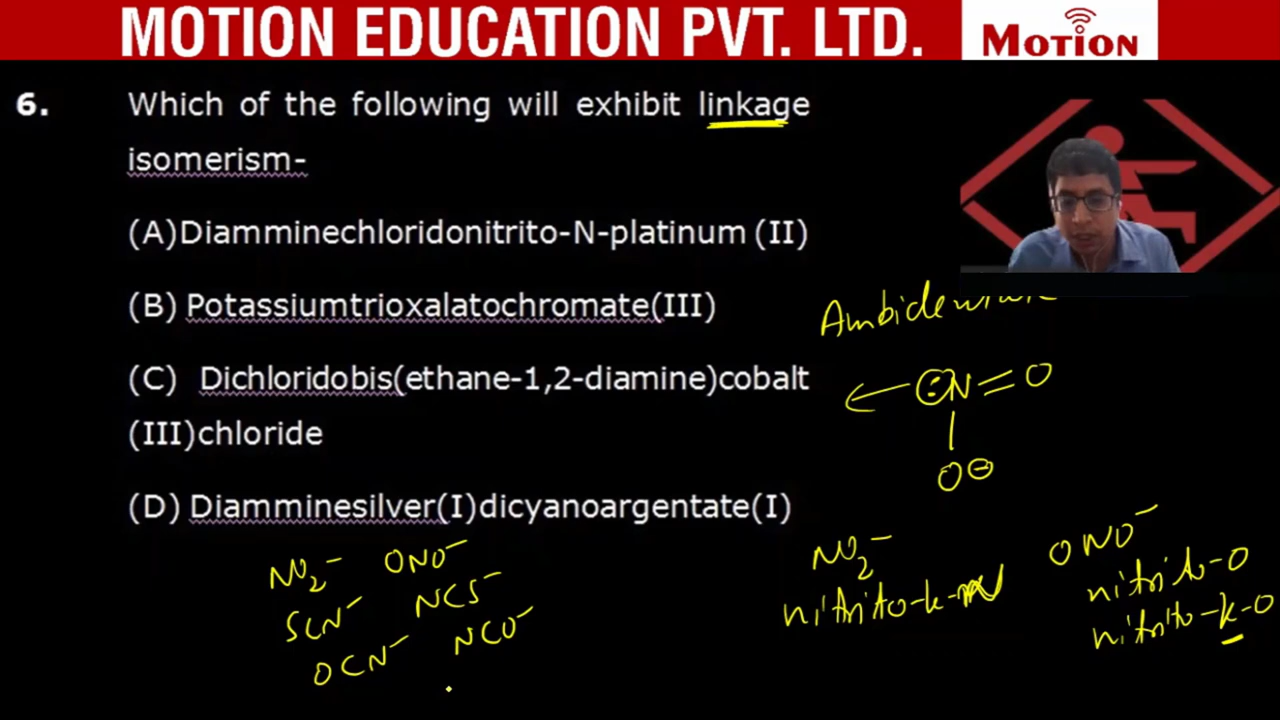 MOTION EDUCATION PVT. LTD.
MOTION
6. Which of the following will exhibit linkage
isomerism-
(A)Diamminechloridonitrito-N-platinum (II)
(B) Potassiumtrioxalatochromate(III)
(C) Dichloridobis(ethane-1,2-diamine)cobalt
(III)chloride
(D) Diamminesilver(I)dicyanoargentate(I)
N=O
O⊖
NO₂⁻ ONO⁻
SCN⁻ NCS⁻
OCN⁻ NCO⁻
NO₂⁻
nitrito-k-N
ONO⁻
nitrito-O
nitrito-k-O